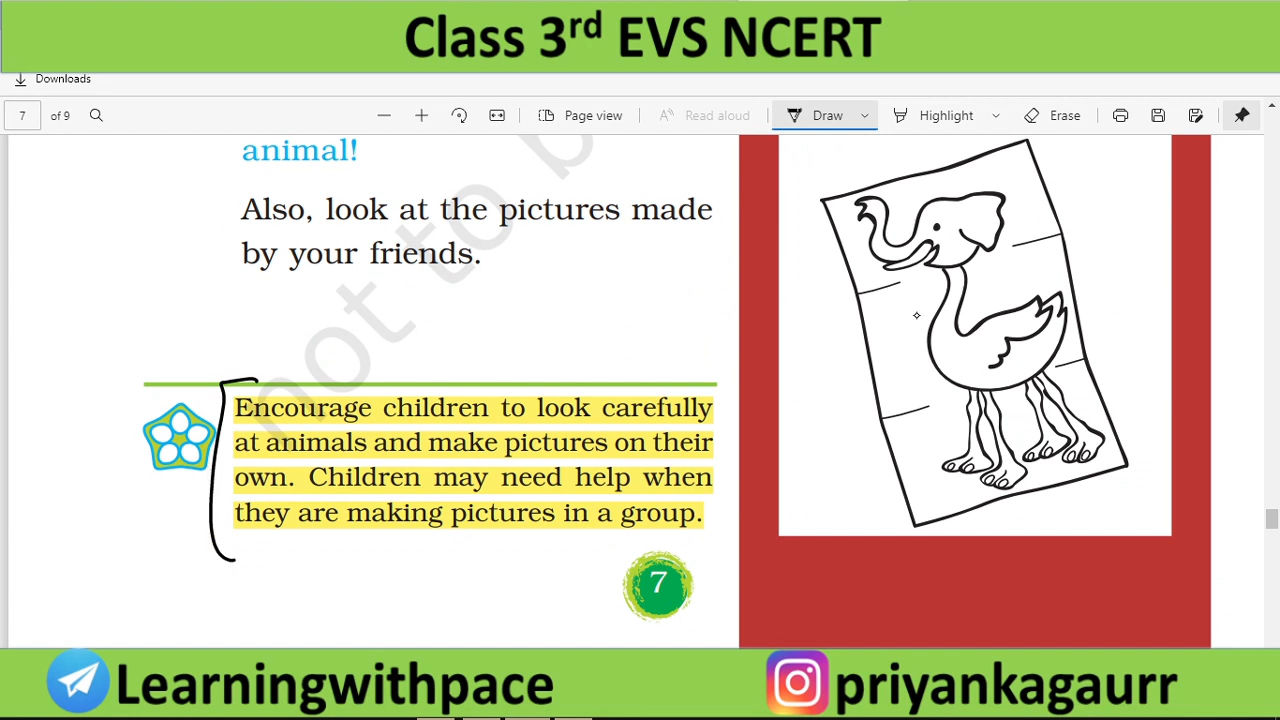 Class 3rd EVS NCERT
Downloads
7 of 9
Page view
Read aloud
Draw
Highlight
Erase
animal!
Also, look at the pictures made
by your friends.
not to b
Encourage children to look carefully
at animals and make pictures on their
own. Children may need help when
they are making pictures in a group.
7
Learningwithpace
priyankagaurr